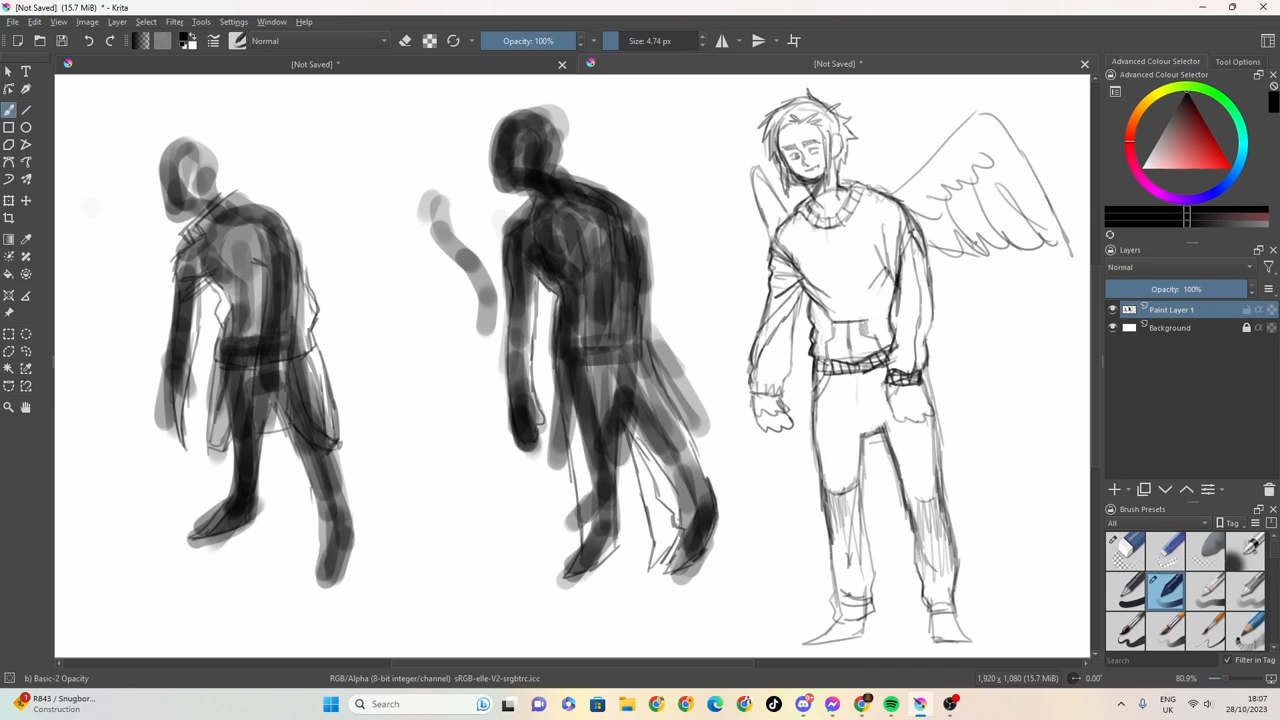 [Not Saved] (15.7 MiB) * - Krita
File Edit View Image Layer Select Filter Tools Settings Window Help
Normal
Opacity: 100%
Size: 4.74 px
[Not Saved] *
[Not Saved] *
Advanced Colour Selector
Tool Options
Advanced Colour Selector
Layers
Normal
Opacity: 100%
Paint Layer 1
Background
Brush Presets
All
Tag
Search
Filter in Tag
b) Basic-2 Opacity
RGB/Alpha (8-bit integer/channel) sRGB-elle-V2-srgbtrc.icc
1,920 x 1,080 (15.7 MiB)
0.00°
80.9%
1
R843 / Snugbor...
Construction
Search
ENG
UK
18:07
28/10/2023